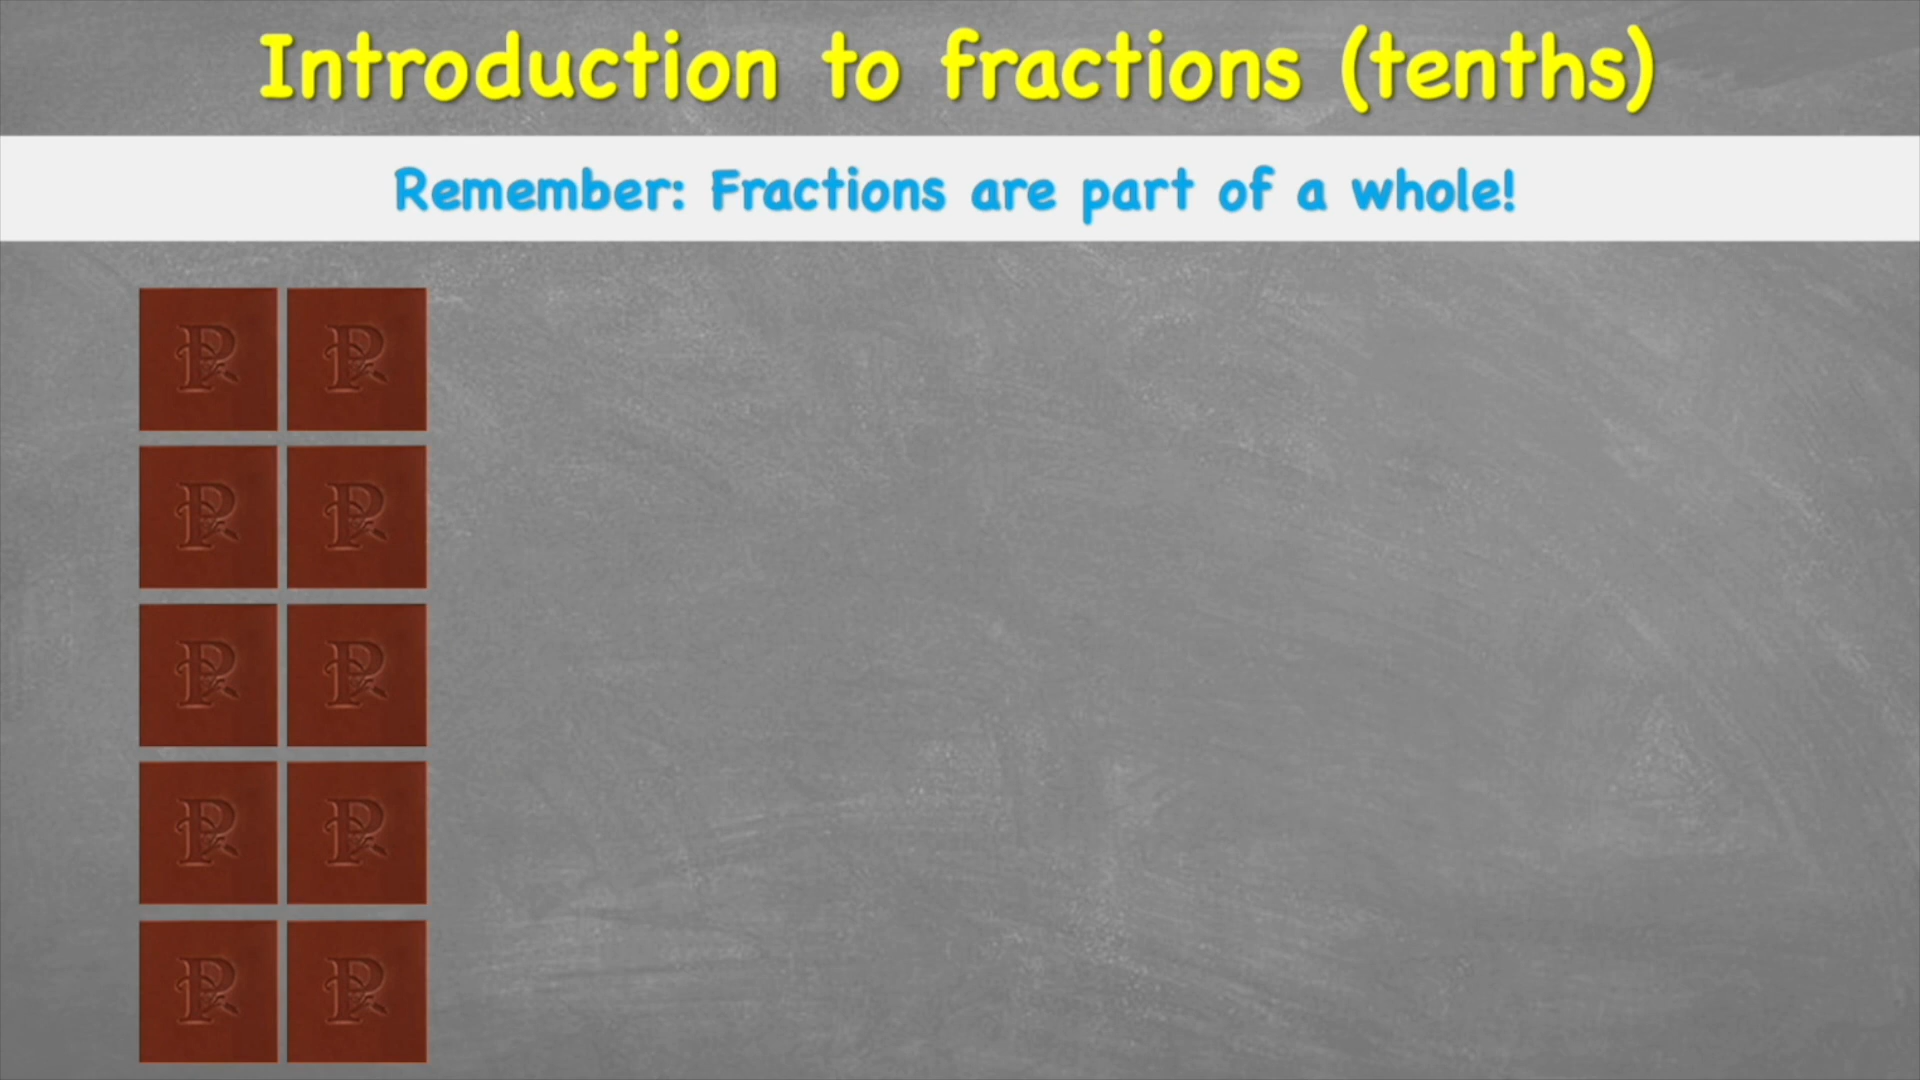 Introduction to fractions (tenths)
Remember: Fractions are part of a whole!
P P
P P
P P
P P
P P